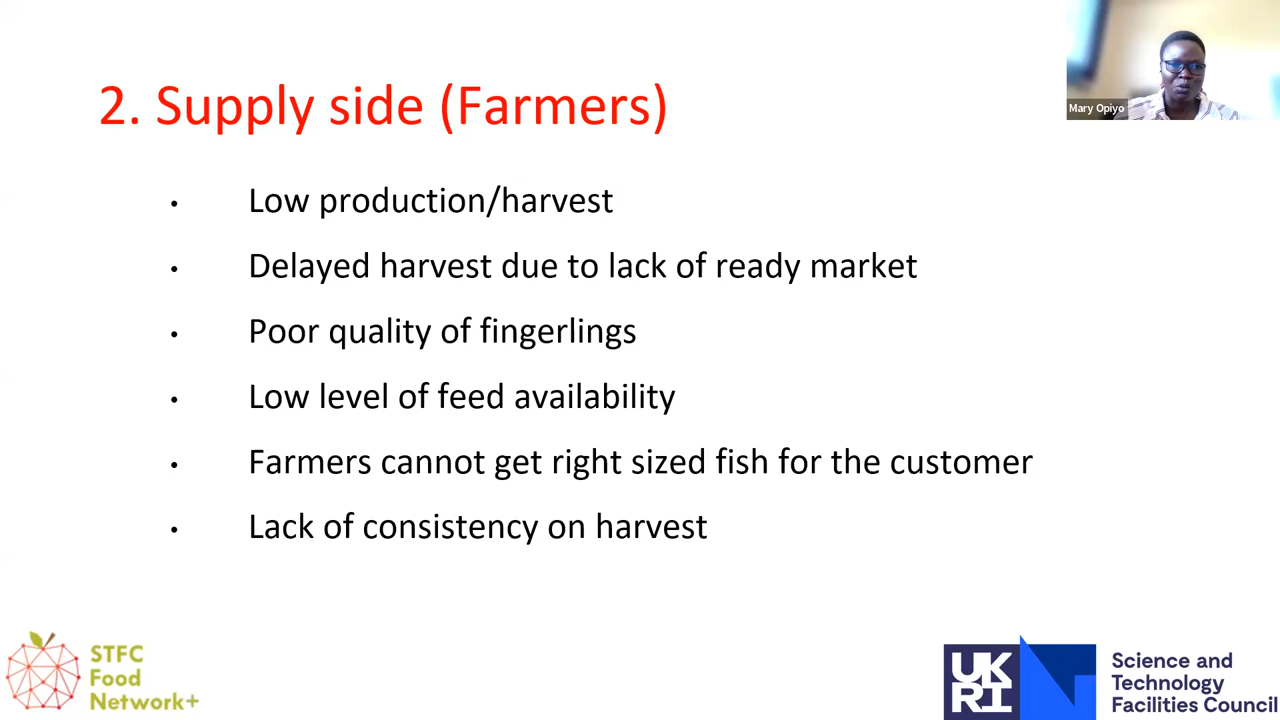 Mary Opiyo
2. Supply side (Farmers)
• Low production/harvest
• Delayed harvest due to lack of ready market
• Poor quality of fingerlings
• Low level of feed availability
• Farmers cannot get right sized fish for the customer
• Lack of consistency on harvest
STFC
Food
Network+
UK
RI
Science and
Technology
Facilities Council